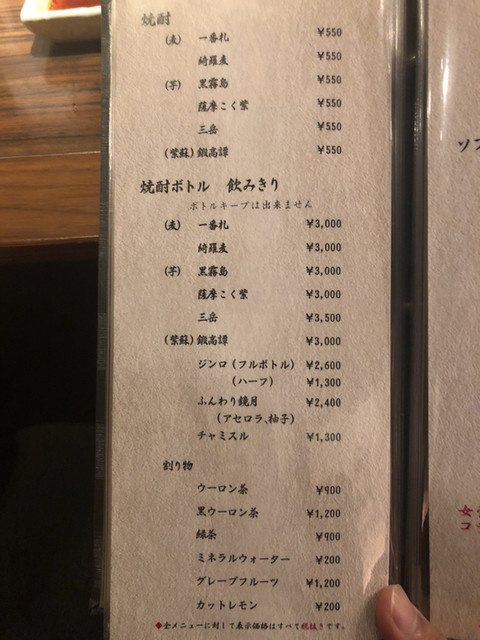 焼酎
(麦) 一番札 ¥550
綺羅麦 ¥550
(芋) 黒霧島 ¥550
薩摩こく紫 ¥550
三岳 ¥550
(紫蘇) 鍛高譚 ¥550
焼酎ボトル 飲みきり
ボトルキープは出来ません
(麦) 一番札 ¥3,000
綺羅麦 ¥3,000
(芋) 黒霧島 ¥3,000
薩摩こく紫 ¥3,000
三岳 ¥3,500
(紫蘇) 鍛高譚 ¥3,000
ジンロ (フルボトル) ¥2,600
(ハーフ) ¥1,300
ふんわり鏡月 ¥2,400
(アセロラ、柚子)
チャミスル ¥1,300
割り物
ウーロン茶 ¥900
黒ウーロン茶 ¥1,200
緑茶 ¥900
ミネラルウォーター ¥200
グレープフルーツ ¥1,200
カットレモン ¥200
◆全メニューに対して表示価格はすべて税抜きです。
ソフ
女
コラ